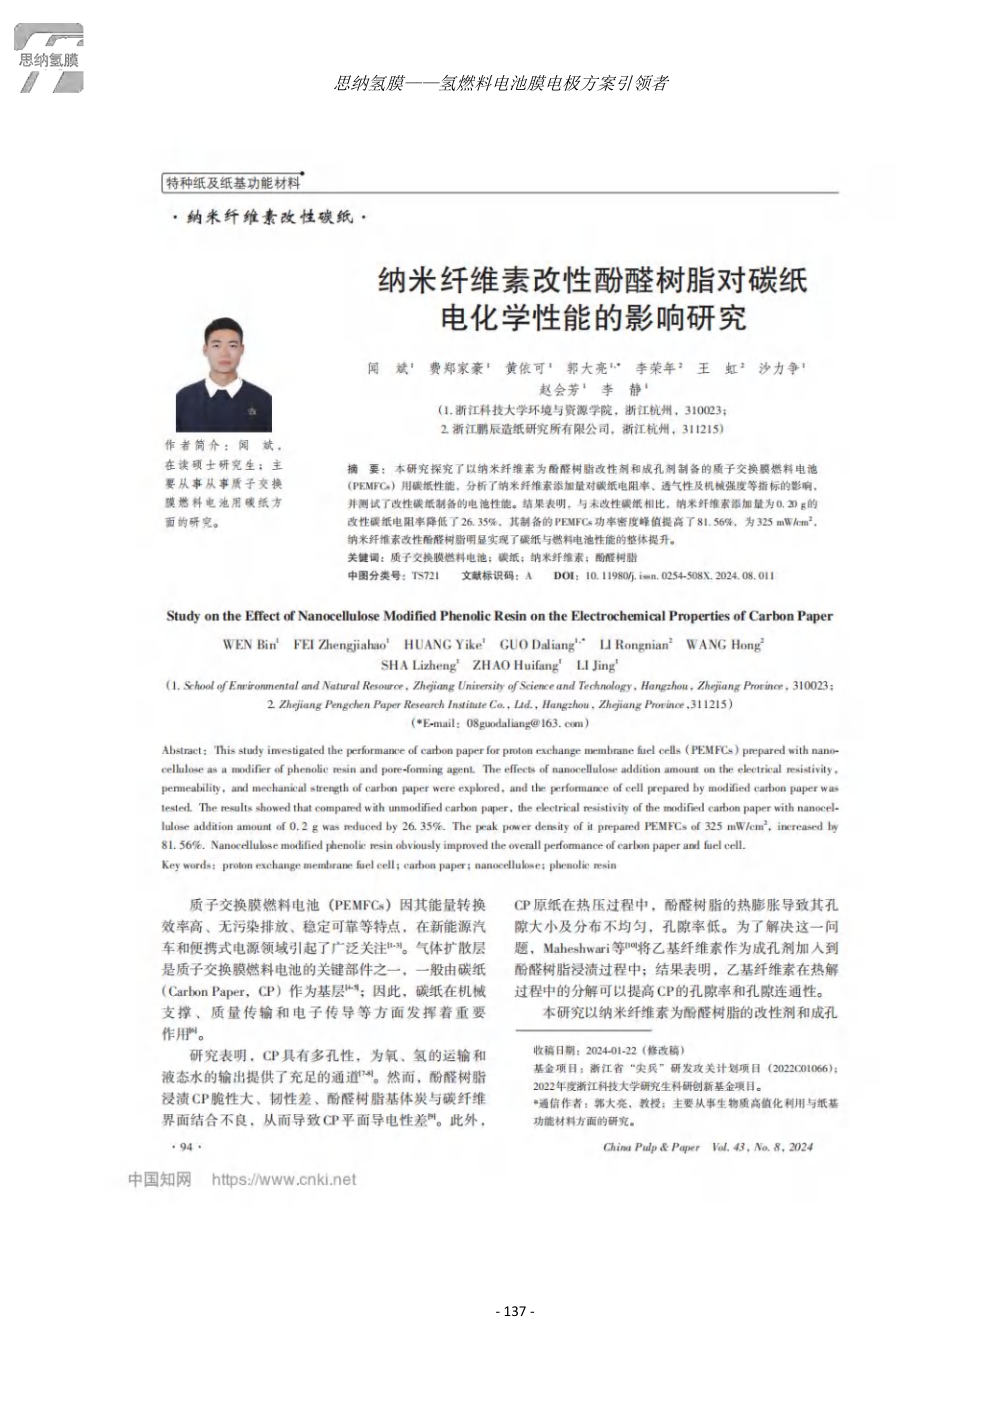 思纳氢膜
思纳氢膜——氢燃料电池膜电极方案引领者
特种纸及纸基功能材料
·纳米纤维素改性碳纸·
纳米纤维素改性酚醛树脂对碳纸
电化学性能的影响研究
闻 斌¹ 费郑家豪¹ 黄依可¹ 郭大亮¹,* 李荣年² 王 虹² 沙力争¹
赵会芳¹ 李 静¹
(1.浙江科技大学环境与资源学院,浙江杭州,310023;
2.浙江鹏辰造纸研究所有限公司,浙江杭州,311215)
作者简介:闻 斌,
在读硕士研究生;主
要从事从事质子交换
膜燃料电池用碳纸方
面的研究。
摘 要:本研究探究了以纳米纤维素为酚醛树脂改性剂和成孔剂制备的质子交换膜燃料电池
(PEMFCs)用碳纸性能,分析了纳米纤维素添加量对碳纸电阻率、透气性及机械强度等指标的影响,
并测试了改性碳纸制备的电池性能。结果表明,与未改性碳纸相比,纳米纤维素添加量为0.20 g的
改性碳纸电阻率降低了26.35%,其制备的PEMFCs功率密度峰值提高了81.56%,为325 mW/cm²,
纳米纤维素改性酚醛树脂明显实现了碳纸与燃料电池性能的整体提升。
关键词:质子交换膜燃料电池;碳纸;纳米纤维素;酚醛树脂
中图分类号:TS721 文献标识码:A DOI:10.11980/j.issn.0254-508X.2024.08.011
Study on the Effect of Nanocellulose Modified Phenolic Resin on the Electrochemical Properties of Carbon Paper
WEN Bin¹ FEI Zhengjiahao¹ HUANG Yike¹ GUO Daliang¹,* LI Rongnian² WANG Hong²
SHA Lizheng¹ ZHAO Huifang¹ LI Jing¹
(1. School of Environmental and Natural Resource, Zhejiang University of Science and Technology, Hangzhou, Zhejiang Province, 310023;
2. Zhejiang Pengchen Paper Research Institute Co., Ltd., Hangzhou, Zhejiang Province,311215)
(*E-mail: 08guodaliang@163.com)
Abstract: This study investigated the performance of carbon paper for proton exchange membrane fuel cells (PEMFCs) prepared with nano-
cellulose as a modifier of phenolic resin and pore-forming agent. The effects of nanocellulose addition amount on the electrical resistivity,
permeability, and mechanical strength of carbon paper were explored, and the performance of cell prepared by modified carbon paper was
tested. The results showed that compared with unmodified carbon paper, the electrical resistivity of the modified carbon paper with nanocel-
lulose addition amount of 0.2 g was reduced by 26.35%. The peak power density of it prepared PEMFCs of 325 mW/cm², increased by
81.56%. Nanocellulose modified phenolic resin obviously improved the overall performance of carbon paper and fuel cell.
Key words: proton exchange membrane fuel cell; carbon paper; nanocellulose; phenolic resin
质子交换膜燃料电池(PEMFCs)因其能量转换
效率高、无污染排放、稳定可靠等特点,在新能源汽
车和便携式电源领域引起了广泛关注[1-3]。气体扩散层
是质子交换膜燃料电池的关键部件之一,一般由碳纸
(Carbon Paper,CP)作为基层[4-5];因此,碳纸在机械
支撑、质量传输和电子传导等方面发挥着重要
作用[6]。
研究表明,CP具有多孔性,为氧、氢的运输和
液态水的输出提供了充足的通道[7-8]。然而,酚醛树脂
浸渍CP脆性大、韧性差、酚醛树脂基体炭与碳纤维
界面结合不良,从而导致CP平面导电性差[9]。此外,
CP原纸在热压过程中,酚醛树脂的热膨胀导致其孔
隙大小及分布不均匀,孔隙率低。为了解决这一问
题,Maheshwari等[10]将乙基纤维素作为成孔剂加入到
酚醛树脂浸渍过程中;结果表明,乙基纤维素在热解
过程中的分解可以提高CP的孔隙率和孔隙连通性。
本研究以纳米纤维素为酚醛树脂的改性剂和成孔
收稿日期:2024-01-22(修改稿)
基金项目:浙江省“尖兵”研发攻关计划项目(2022C01066);
2022年度浙江科技大学研究生科研创新基金项目。
*通信作者:郭大亮,教授;主要从事生物质高值化利用与纸基
功能材料方面的研究。
·94·
China Pulp & Paper Vol. 43, No. 8, 2024
中国知网 https://www.cnki.net
- 137 -